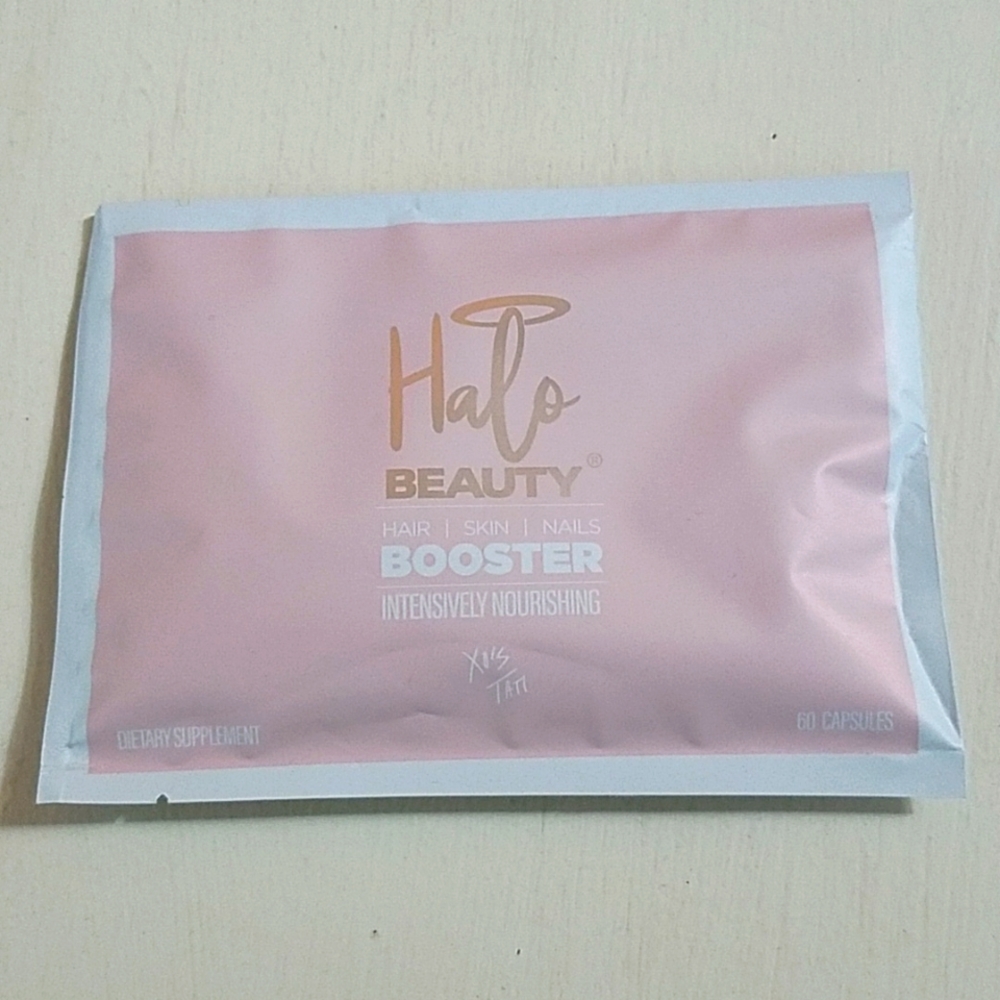 Halo
BEAUTY®
HAIR | SKIN | NAILS
BOOSTER
INTENSIVELY NOURISHING
XO'S
TATI
DIETARY SUPPLEMENT
60 CAPSULES